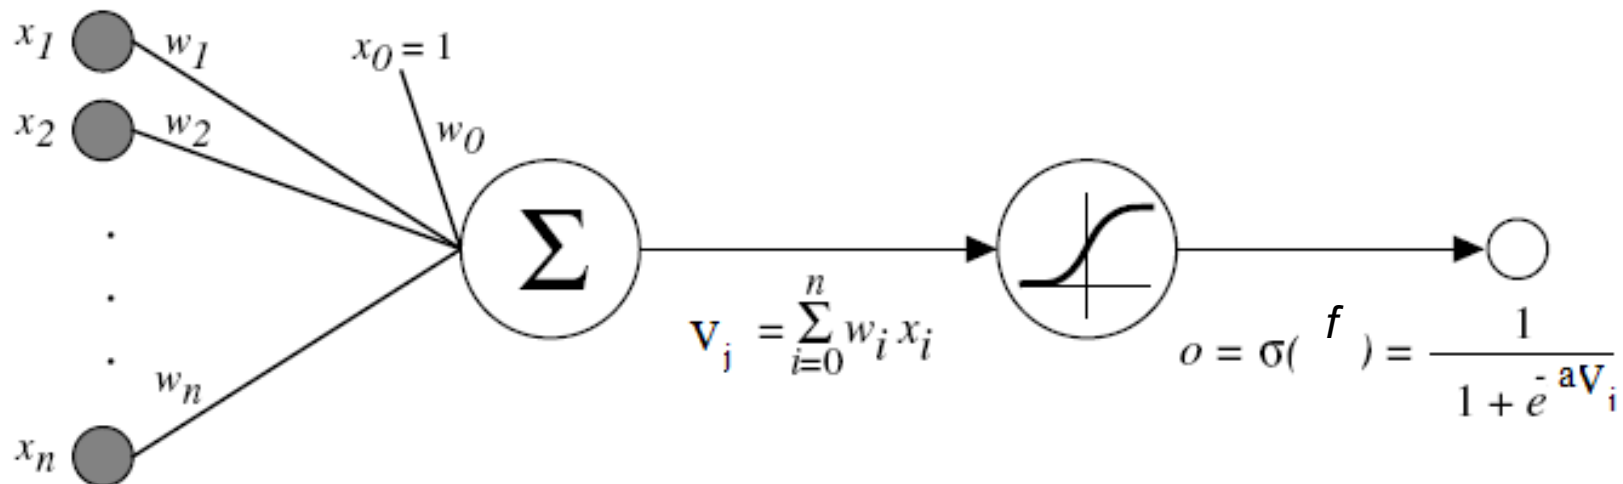 x1 w1
x0 = 1
x2 w2
w0
.
.
.
Σ
Vj = Σ i=0 n wi xi
o = σ( f ) = 1 / 1 + e - aVi
wn
xn